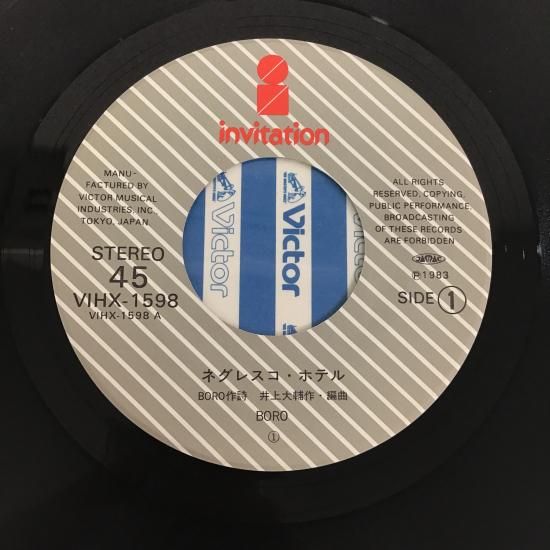 invitation
MANU-
FACTURED BY
VICTOR MUSICAL
INDUSTRIES, INC.,
TOKYO, JAPAN
STEREO
45
VIHX-1598
VIHX-1598 A
Victor
Victor
ALL RIGHTS
RESERVED, COPYING,
PUBLIC PERFORMANCE,
BROADCASTING
OF THESE RECORDS
ARE FORBIDDEN
JASRAC
℗1983
SIDE 1
ネグレスコ・ホテル
BORO作詩 井上大輔作・編曲
BORO
①